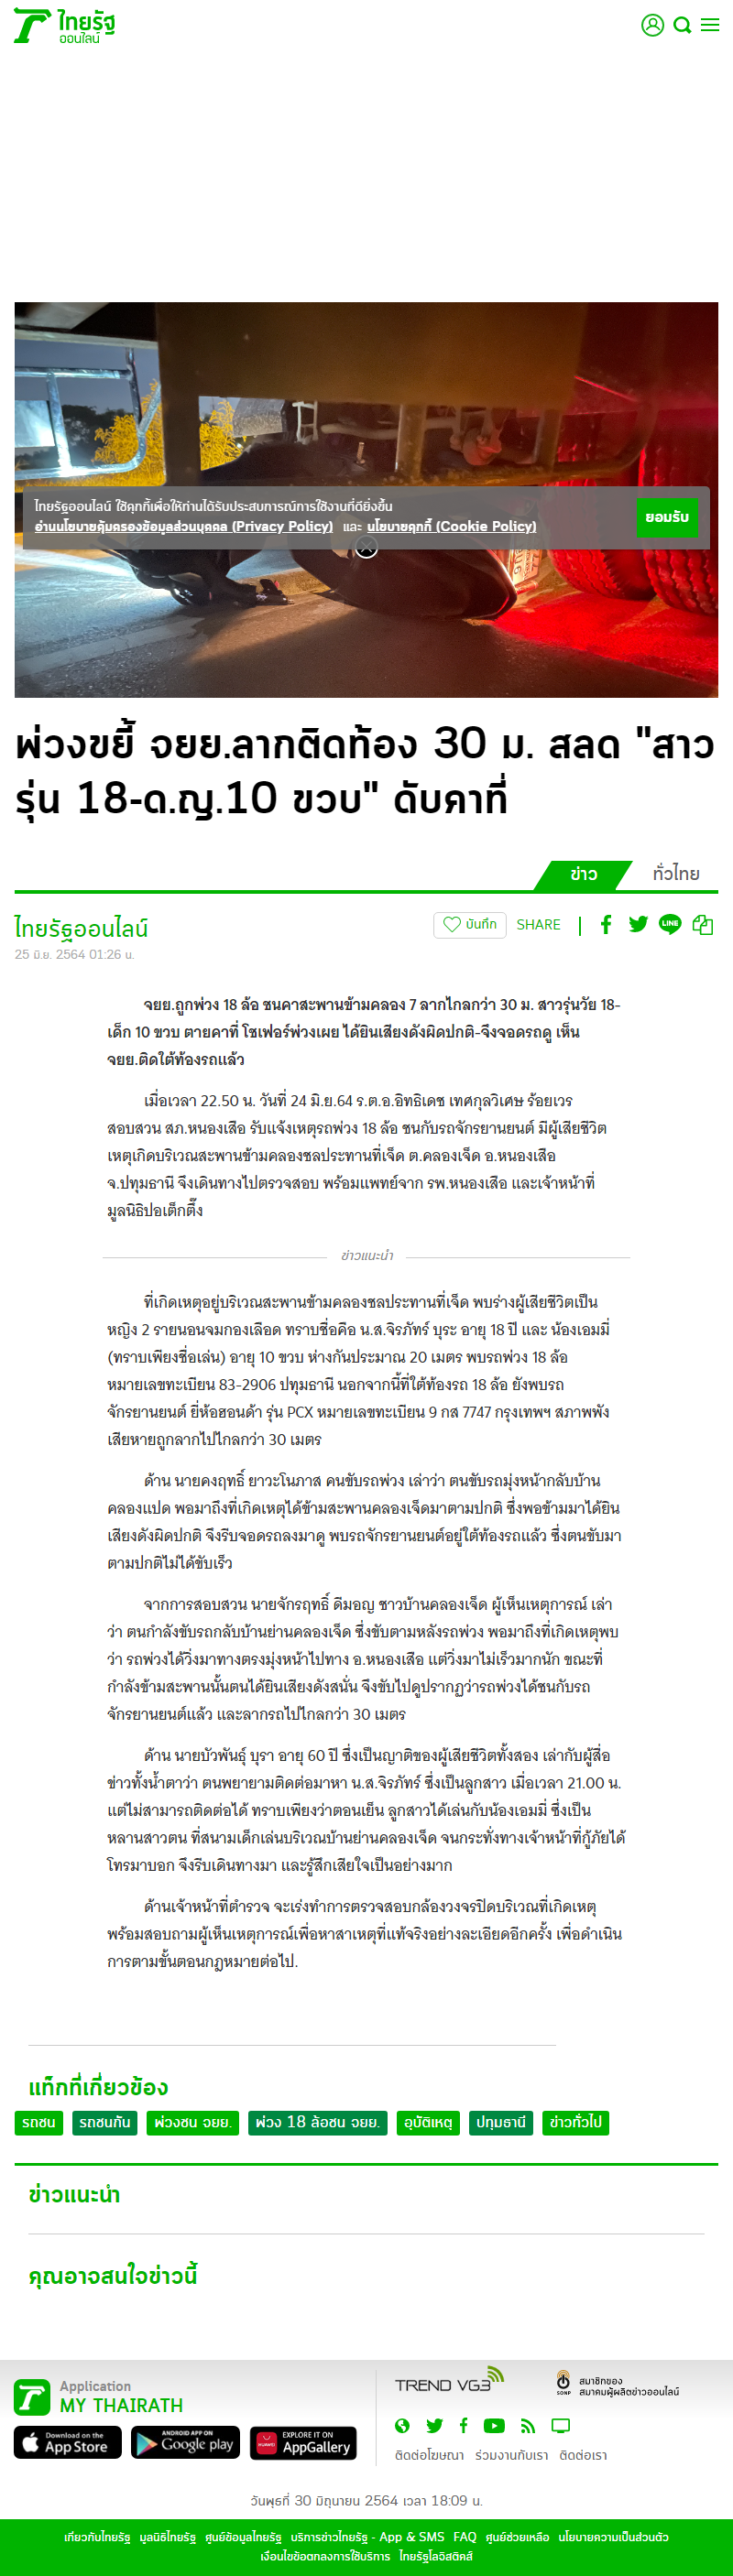 ไทยรัฐ
ออนไลน์
ไทยรัฐออนไลน์ ใช้คุกกี้เพื่อให้ท่านได้รับประสบการณ์การใช้งานที่ดียิ่งขึ้น
อ่านนโยบายคุ้มครองข้อมูลส่วนบุคคล (Privacy Policy) และ นโยบายคุกกี้ (Cookie Policy)
ยอมรับ
พ่วงขยี้ จยย.ลากติดท้อง 30 ม. สลด "สาว
รุ่น 18-ด.ญ.10 ขวบ" ดับคาที่
ข่าว ทั่วไทย
ไทยรัฐออนไลน์
บันทึก SHARE
LINE
25 มิ.ย. 2564 01:26 น.
จยย.ถูกพ่วง 18 ล้อ ชนคาสะพานข้ามคลอง 7 ลากไกลกว่า 30 ม. สาวรุ่นวัย 18-
เด็ก 10 ขวบ ตายคาที่ โชเฟอร์พ่วงเผย ได้ยินเสียงดังผิดปกติ-จึงจอดรถดู เห็น
จยย.ติดใต้ท้องรถแล้ว
เมื่อเวลา 22.50 น. วันที่ 24 มิ.ย.64 ร.ต.อ.อิทธิเดช เทศกุลวิเศษ ร้อยเวร
สอบสวน สภ.หนองเสือ รับแจ้งเหตุรถพ่วง 18 ล้อ ชนกับรถจักรยานยนต์ มีผู้เสียชีวิต
เหตุเกิดบริเวณสะพานข้ามคลองชลประทานที่เจ็ด ต.คลองเจ็ด อ.หนองเสือ
จ.ปทุมธานี จึงเดินทางไปตรวจสอบ พร้อมแพทย์จาก รพ.หนองเสือ และเจ้าหน้าที่
มูลนิธิปอเต็กตึ๊ง
ข่าวแนะนำ
ที่เกิดเหตุอยู่บริเวณสะพานข้ามคลองชลประทานที่เจ็ด พบร่างผู้เสียชีวิตเป็น
หญิง 2 รายนอนจมกองเลือด ทราบชื่อคือ น.ส.จิรภัทร์ บุระ อายุ 18 ปี และ น้องเอมมี่
(ทราบเพียงชื่อเล่น) อายุ 10 ขวบ ห่างกันประมาณ 20 เมตร พบรถพ่วง 18 ล้อ
หมายเลขทะเบียน 83-2906 ปทุมธานี นอกจากนี้ที่ใต้ท้องรถ 18 ล้อ ยังพบรถ
จักรยานยนต์ ยี่ห้อฮอนด้า รุ่น PCX หมายเลขทะเบียน 9 กส 7747 กรุงเทพฯ สภาพพัง
เสียหายถูกลากไปไกลกว่า 30 เมตร
ด้าน นายคงฤทธิ์ ยาวะโนภาส คนขับรถพ่วง เล่าว่า ตนขับรถมุ่งหน้ากลับบ้าน
คลองแปด พอมาถึงที่เกิดเหตุได้ข้ามสะพานคลองเจ็ดมาตามปกติ ซึ่งพอข้ามมาได้ยิน
เสียงดังผิดปกติ จึงรีบจอดรถลงมาดู พบรถจักรยานยนต์อยู่ใต้ท้องรถแล้ว ซึ่งตนขับมา
ตามปกติไม่ได้ขับเร็ว
จากการสอบสวน นายจักรฤทธิ์ ดีมอญ ชาวบ้านคลองเจ็ด ผู้เห็นเหตุการณ์ เล่า
ว่า ตนกำลังขับรถกลับบ้านย่านคลองเจ็ด ซึ่งขับตามหลังรถพ่วง พอมาถึงที่เกิดเหตุพบ
ว่า รถพ่วงได้วิ่งมาทางตรงมุ่งหน้าไปทาง อ.หนองเสือ แต่วิ่งมาไม่เร็วมากนัก ขณะที่
กำลังข้ามสะพานนั้นตนได้ยินเสียงดังสนั่น จึงขับไปดูปรากฏว่ารถพ่วงได้ชนกับรถ
จักรยานยนต์แล้ว และลากรถไปไกลกว่า 30 เมตร
ด้าน นายบัวพันธุ์ บุรา อายุ 60 ปี ซึ่งเป็นญาติของผู้เสียชีวิตทั้งสอง เล่ากับผู้สื่อ
ข่าวทั้งน้ำตาว่า ตนพยายามติดต่อมาหา น.ส.จิรภัทร์ ซึ่งเป็นลูกสาว เมื่อเวลา 21.00 น.
แต่ไม่สามารถติดต่อได้ ทราบเพียงว่าตอนเย็น ลูกสาวได้เล่นกับน้องเอมมี่ ซึ่งเป็น
หลานสาวตน ที่สนามเด็กเล่นบริเวณบ้านย่านคลองเจ็ด จนกระทั่งทางเจ้าหน้าที่กู้ภัยได้
โทรมาบอก จึงรีบเดินทางมา และรู้สึกเสียใจเป็นอย่างมาก
ด้านเจ้าหน้าที่ตำรวจ จะเร่งทำการตรวจสอบกล้องวงจรปิดบริเวณที่เกิดเหตุ
พร้อมสอบถามผู้เห็นเหตุการณ์เพื่อหาสาเหตุที่แท้จริงอย่างละเอียดอีกครั้ง เพื่อดำเนิน
การตามขั้นตอนกฎหมายต่อไป.
แท็กที่เกี่ยวข้อง
รถชน รถชนกัน พ่วงชน จยย. พ่วง 18 ล้อชน จยย. อุบัติเหตุ ปทุมธานี ข่าวทั่วไป
ข่าวแนะนำ
คุณอาจสนใจข่าวนี้
Application
MY THAIRATH
Download on the
App Store
ANDROID APP ON
Google play
EXPLORE IT ON
AppGallery
TREND VG3
SONP
สมาชิกของ
สมาคมผู้ผลิตข่าวออนไลน์
ติดต่อโฆษณา ร่วมงานกับเรา ติดต่อเรา
วันพุธที่ 30 มิถุนายน 2564 เวลา 18:09 น.
เกี่ยวกับไทยรัฐ มูลนิธิไทยรัฐ ศูนย์ข้อมูลไทยรัฐ บริการข่าวไทยรัฐ - App & SMS FAQ ศูนย์ช่วยเหลือ นโยบายความเป็นส่วนตัว
เงื่อนไขข้อตกลงการใช้บริการ ไทยรัฐโลจิสติคส์